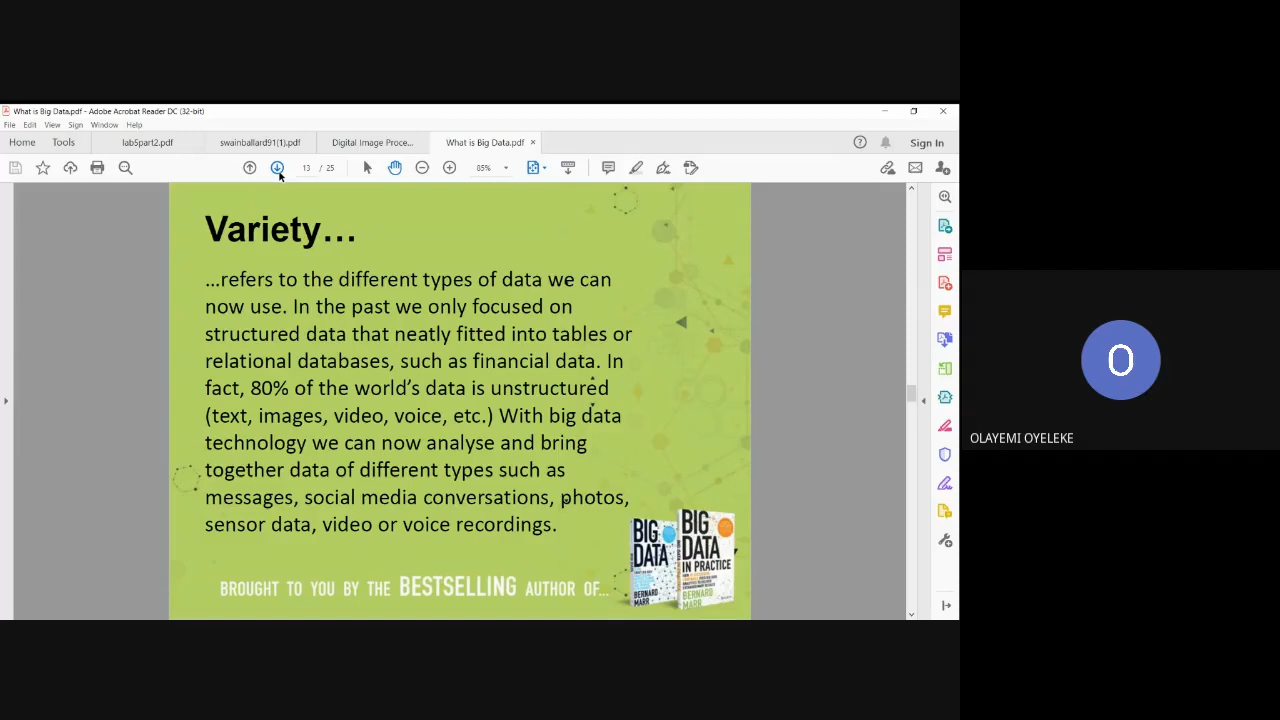 What is Big Data.pdf - Adobe Acrobat Reader DC (32-bit)
File Edit View Sign Window Help
Home Tools lab5part2.pdf swainballard91(1).pdf Digital Image Proce... What is Big Data.pdf × Sign In
13 / 25 85%
Variety...
...refers to the different types of data we can
now use. In the past we only focused on
structured data that neatly fitted into tables or
relational databases, such as financial data. In
fact, 80% of the world's data is unstructured
(text, images, video, voice, etc.) With big data
technology we can now analyse and bring
together data of different types such as
messages, social media conversations, photos,
sensor data, video or voice recordings.
BROUGHT TO YOU BY THE BESTSELLING AUTHOR OF...
BIG
DATA
BERNARD
MARR
BIG
DATA
IN PRACTICE
BERNARD
MARR
O
OLAYEMI OYELEKE